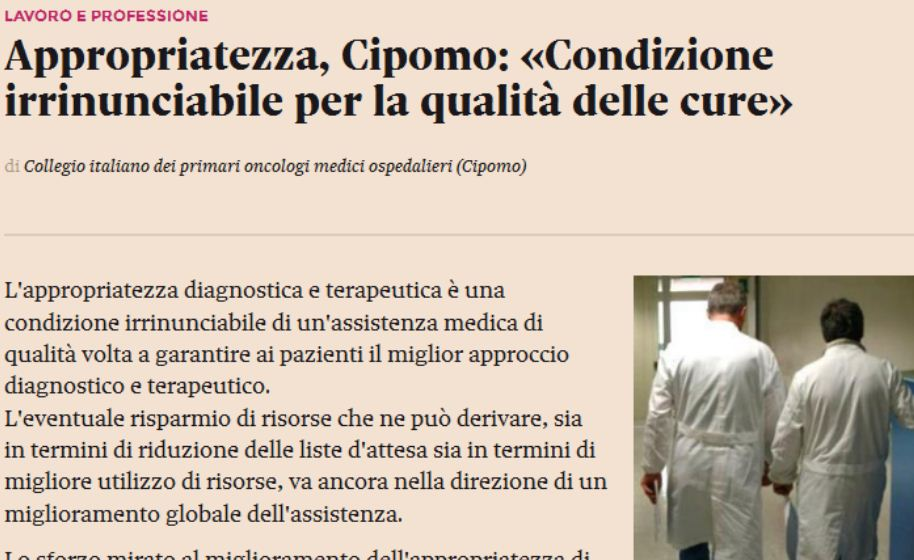 LAVORO E PROFESSIONE
Appropriatezza, Cipomo: «Condizione
irrinunciabile per la qualità delle cure»
di Collegio italiano dei primari oncologi medici ospedalieri (Cipomo)
L'appropriatezza diagnostica e terapeutica è una
condizione irrinunciabile di un'assistenza medica di
qualità volta a garantire ai pazienti il miglior approccio
diagnostico e terapeutico.
L'eventuale risparmio di risorse che ne può derivare, sia
in termini di riduzione delle liste d'attesa sia in termini di
migliore utilizzo di risorse, va ancora nella direzione di un
miglioramento globale dell'assistenza.
Lo sforzo mirato al miglioramento dell'appropriatezza di